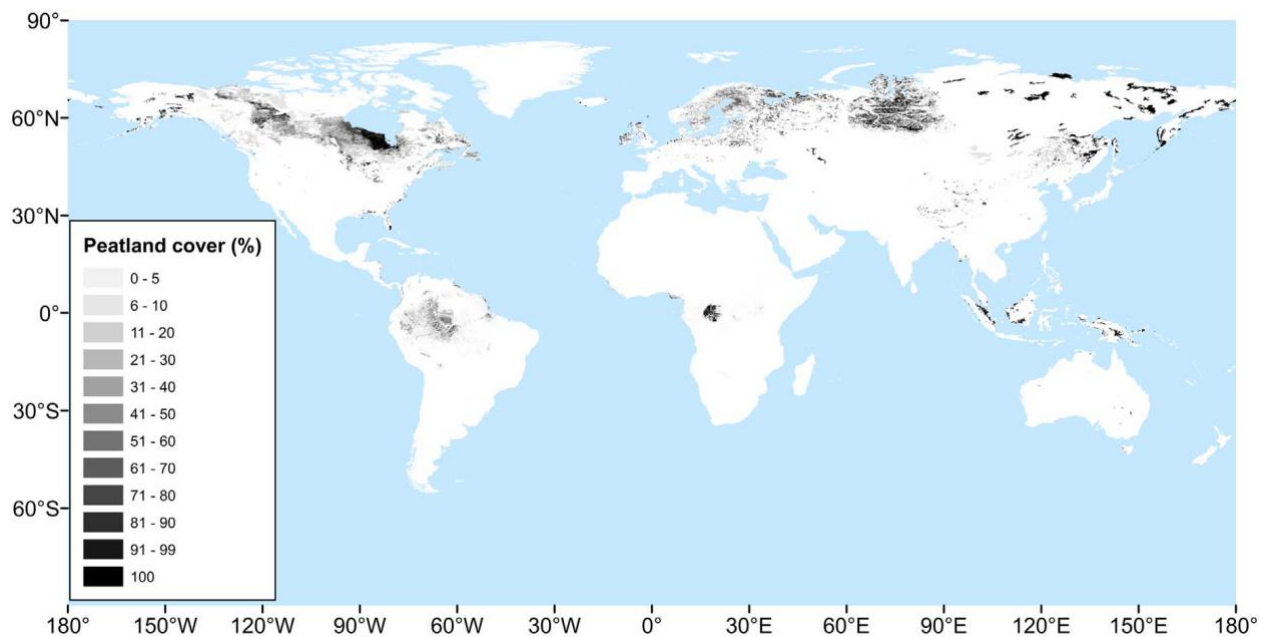 90°
60°N
30°N
0°
30°S
60°S
Peatland cover (%)
0 - 5
6 - 10
11 - 20
21 - 30
31 - 40
41 - 50
51 - 60
61 - 70
71 - 80
81 - 90
91 - 99
100
180° 150°W 120°W 90°W 60°W 30°W 0° 30°E 60°E 90°E 120°E 150°E 180°